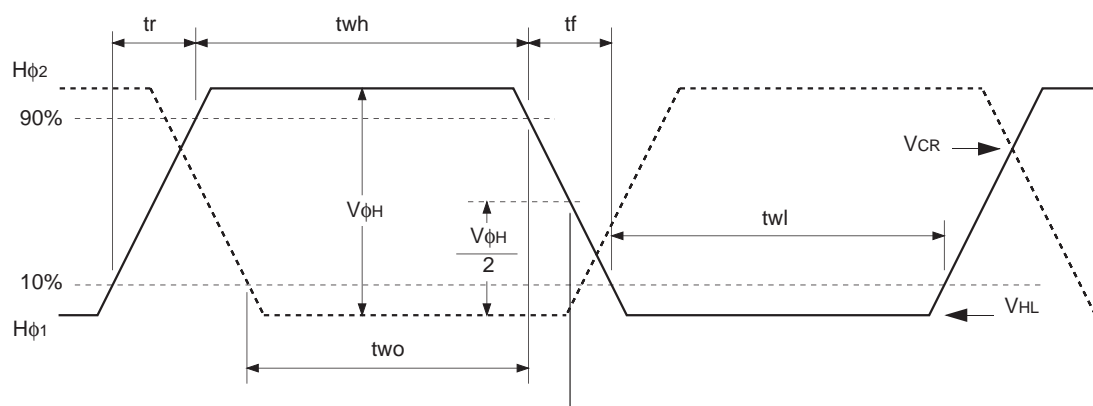 tr
twh
tf
Hϕ2
90%
VCR
VϕH
VϕH
2
twl
10%
VHL
Hϕ1
two